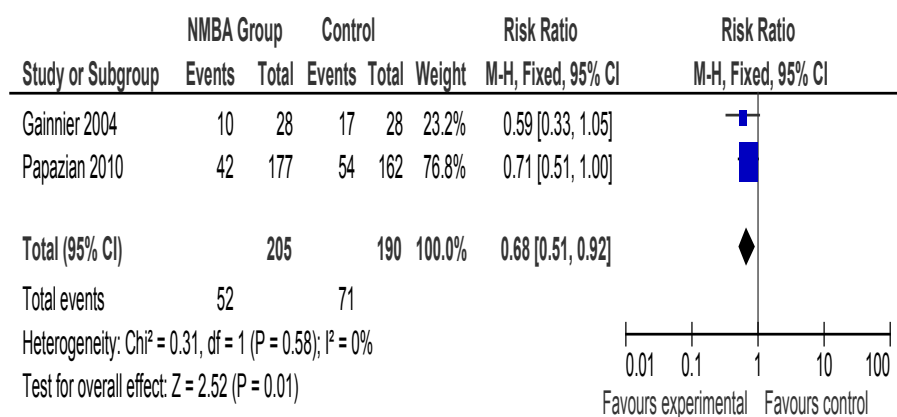 NMBA Group Control Risk Ratio Risk Ratio
Study or Subgroup Events Total Events Total Weight M-H, Fixed, 95% CI M-H, Fixed, 95% CI
Gainnier 2004 10 28 17 28 23.2% 0.59 [0.33, 1.05]
Papazian 2010 42 177 54 162 76.8% 0.71 [0.51, 1.00]
Total (95% CI) 205 190 100.0% 0.68 [0.51, 0.92]
Total events 52 71
Heterogeneity: Chi² = 0.31, df = 1 (P = 0.58); I² = 0%
Test for overall effect: Z = 2.52 (P = 0.01)
0.01 0.1 1 10 100
Favours experimental Favours control